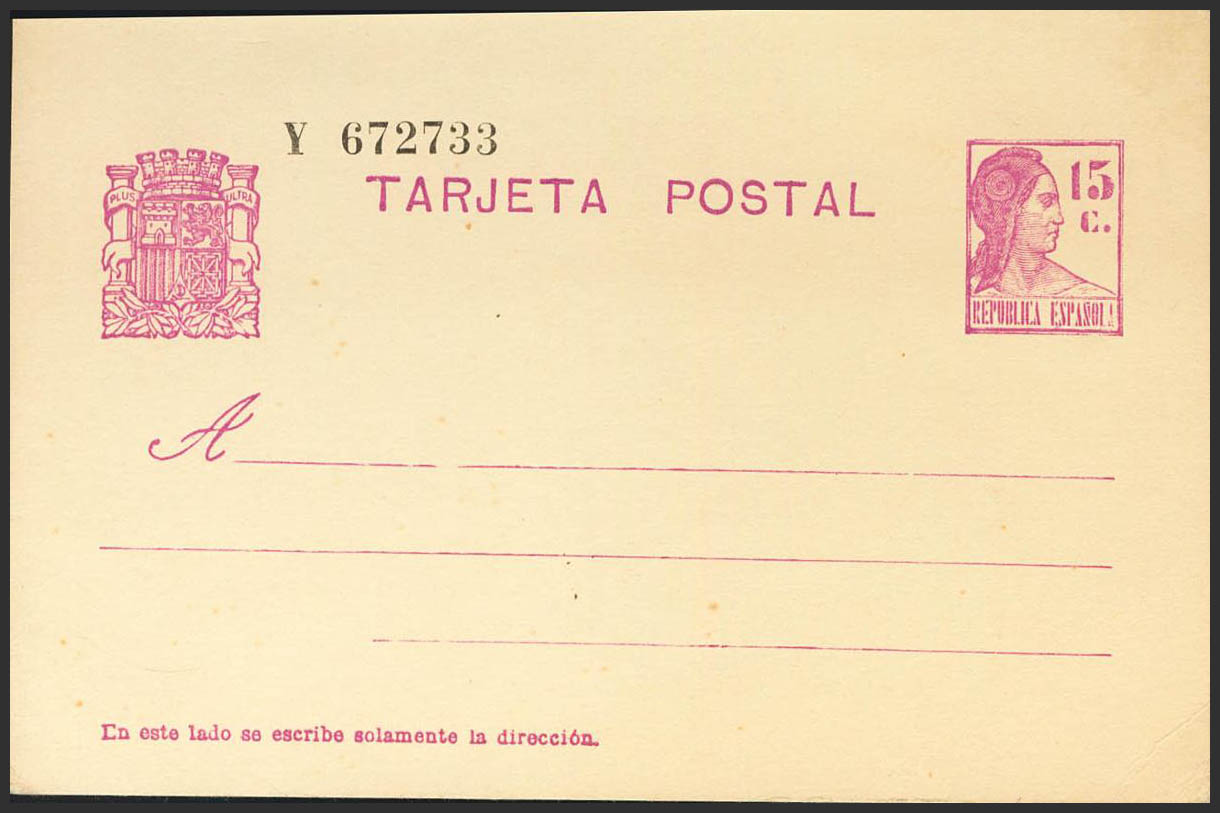 Y 672733
TARJETA POSTAL
PLUS ULTRA
15
c.
REPUBLICA ESPAÑOLA
A
En este lado se escribe solamente la dirección.